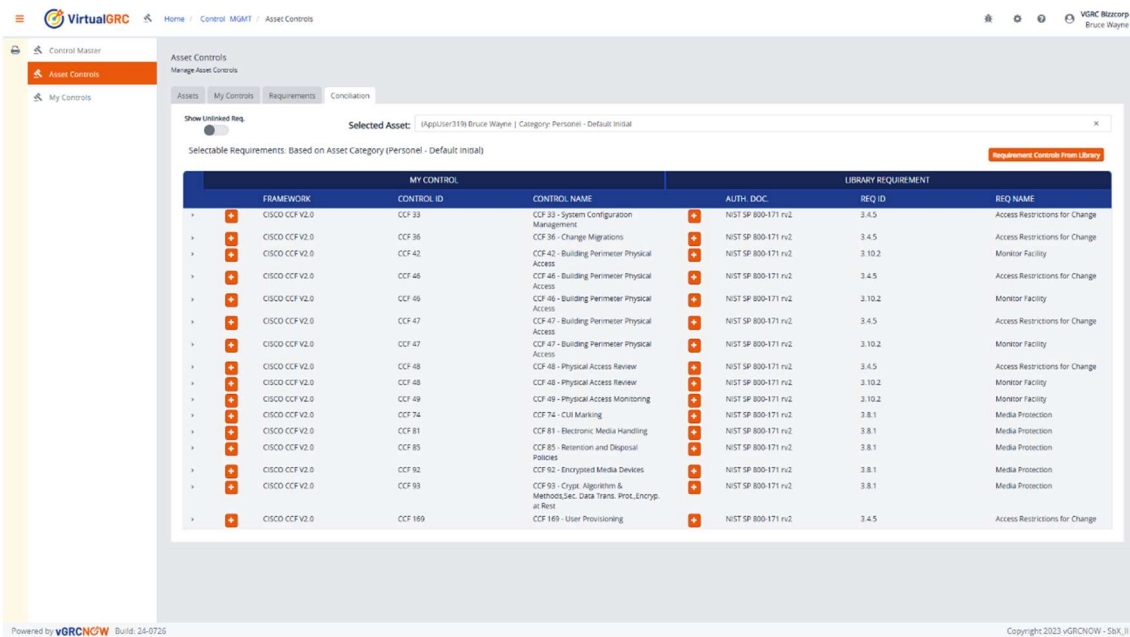 VirtualGRC Home / Control MGMT / Asset Controls VGRC Bizzcorp
Bruce Wayne
Control Master
Asset Controls
My Controls
Asset Controls
Manage Asset Controls
Assets My Controls Requirements Conciliation
Show Unlinked Req.
Selected Asset: (AppUser319) Bruce Wayne | Category: Personel - Default Initial ×
Selectable Requirements: Based on Asset Category (Personel - Default Initial)
Requirement Controls From Library
MY CONTROL LIBRARY REQUIREMENT
FRAMEWORK CONTROL ID CONTROL NAME AUTH. DOC. REQ ID REQ NAME
CISCO CCF V2.0 CCF 33 CCF 33 - System Configuration NIST SP 800-171 rv2 3.4.5 Access Restrictions for Change
Management
CISCO CCF V2.0 CCF 36 CCF 36 - Change Migrations NIST SP 800-171 rv2 3.4.5 Access Restrictions for Change
CISCO CCF V2.0 CCF 42 CCF 42 - Building Perimeter Physical NIST SP 800-171 rv2 3.10.2 Monitor Facility
Access
CISCO CCF V2.0 CCF 46 CCF 46 - Building Perimeter Physical NIST SP 800-171 rv2 3.4.5 Access Restrictions for Change
Access
CISCO CCF V2.0 CCF 46 CCF 46 - Building Perimeter Physical NIST SP 800-171 rv2 3.10.2 Monitor Facility
Access
CISCO CCF V2.0 CCF 47 CCF 47 - Building Perimeter Physical NIST SP 800-171 rv2 3.4.5 Access Restrictions for Change
Access
CISCO CCF V2.0 CCF 47 CCF 47 - Building Perimeter Physical NIST SP 800-171 rv2 3.10.2 Monitor Facility
Access
CISCO CCF V2.0 CCF 48 CCF 48 - Physical Access Review NIST SP 800-171 rv2 3.4.5 Access Restrictions for Change
CISCO CCF V2.0 CCF 48 CCF 48 - Physical Access Review NIST SP 800-171 rv2 3.10.2 Monitor Facility
CISCO CCF V2.0 CCF 49 CCF 49 - Physical Access Monitoring NIST SP 800-171 rv2 3.10.2 Monitor Facility
CISCO CCF V2.0 CCF 74 CCF 74 - CUI Marking NIST SP 800-171 rv2 3.8.1 Media Protection
CISCO CCF V2.0 CCF 81 CCF 81 - Electronic Media Handling NIST SP 800-171 rv2 3.8.1 Media Protection
CISCO CCF V2.0 CCF 85 CCF 85 - Retention and Disposal NIST SP 800-171 rv2 3.8.1 Media Protection
Policies
CISCO CCF V2.0 CCF 92 CCF 92 - Encrypted Media Devices NIST SP 800-171 rv2 3.8.1 Media Protection
CISCO CCF V2.0 CCF 93 CCF 93 - Crypt. Algorithm & NIST SP 800-171 rv2 3.8.1 Media Protection
Methods,Sec. Data Trans. Prot.,Encryp.
at Rest
CISCO CCF V2.0 CCF 169 CCF 169 - User Provisioning NIST SP 800-171 rv2 3.4.5 Access Restrictions for Change
Powered by vGRCNOW Build: 24-0726 Copyright 2023 vGRCNOW - SbX_II